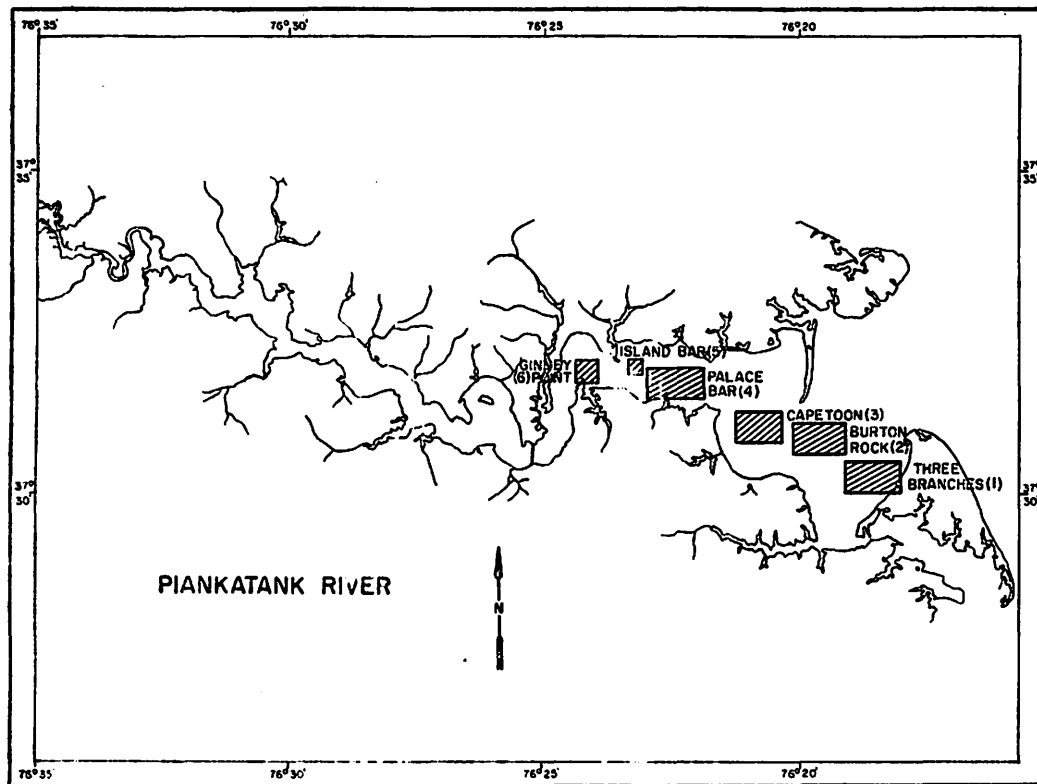 76° 35' 76° 30' 76° 25' 76° 20'
37° 35' 37° 35'
ISLAND BAR(5)
GINNEY
(6)POINT
PALACE
BAR(4)
CAPETOON(3)
BURTON
ROCK(2)
THREE
BRANCHES(1)
37° 30' 37° 30'
PIANKATANK RIVER
N
76° 35' 76° 30' 76° 25' 76° 20'